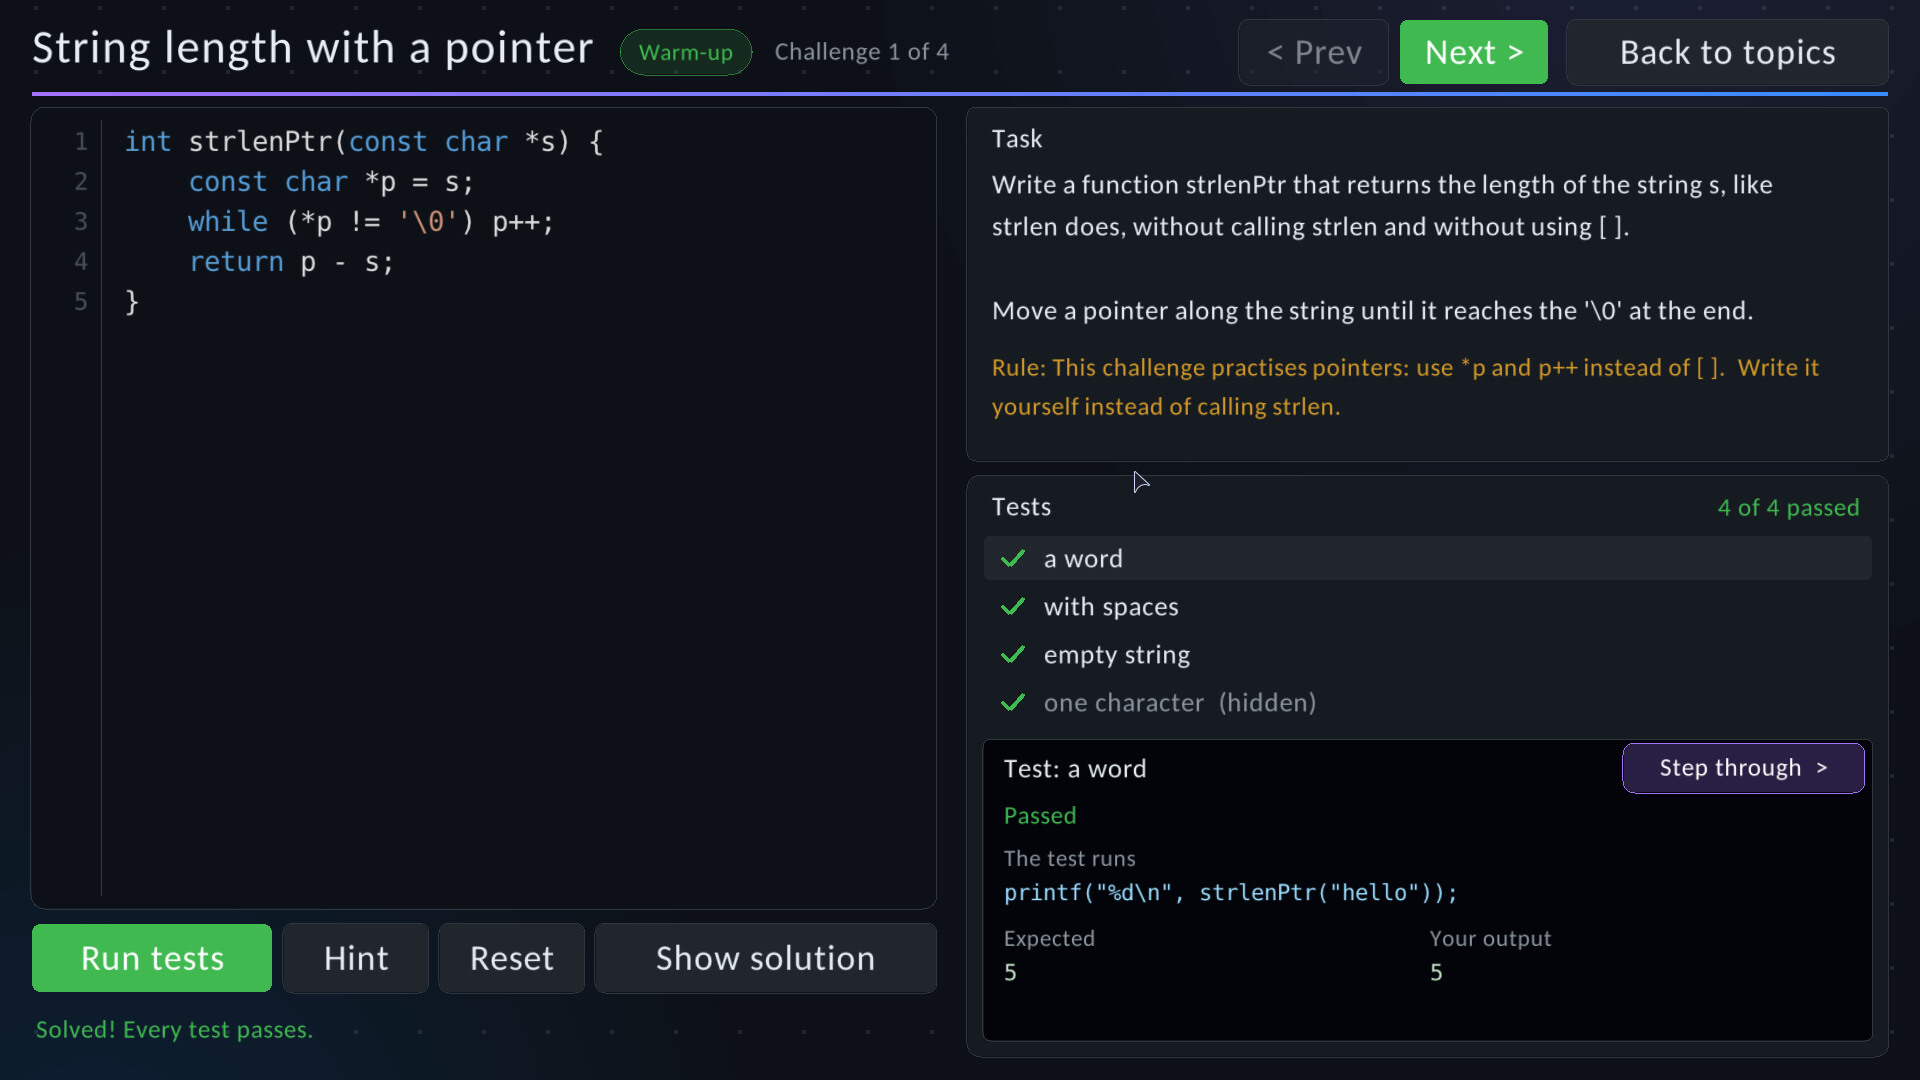 String length with a pointer
Warm-up
Challenge 1 of 4
< Prev
Next >
Back to topics
1 int strlenPtr(const char *s) {
2     const char *p = s;
3     while (*p != '\0') p++;
4     return p - s;
5 }
Run tests
Hint
Reset
Show solution
Solved! Every test passes.
Task
Write a function strlenPtr that returns the length of the string s, like
strlen does, without calling strlen and without using [ ].
Move a pointer along the string until it reaches the '\0' at the end.
Rule: This challenge practises pointers: use *p and p++ instead of [ ].  Write it
yourself instead of calling strlen.
Tests
4 of 4 passed
a word
with spaces
empty string
one character  (hidden)
Test: a word
Step through  >
Passed
The test runs
printf("%d\n", strlenPtr("hello"));
Expected
5
Your output
5